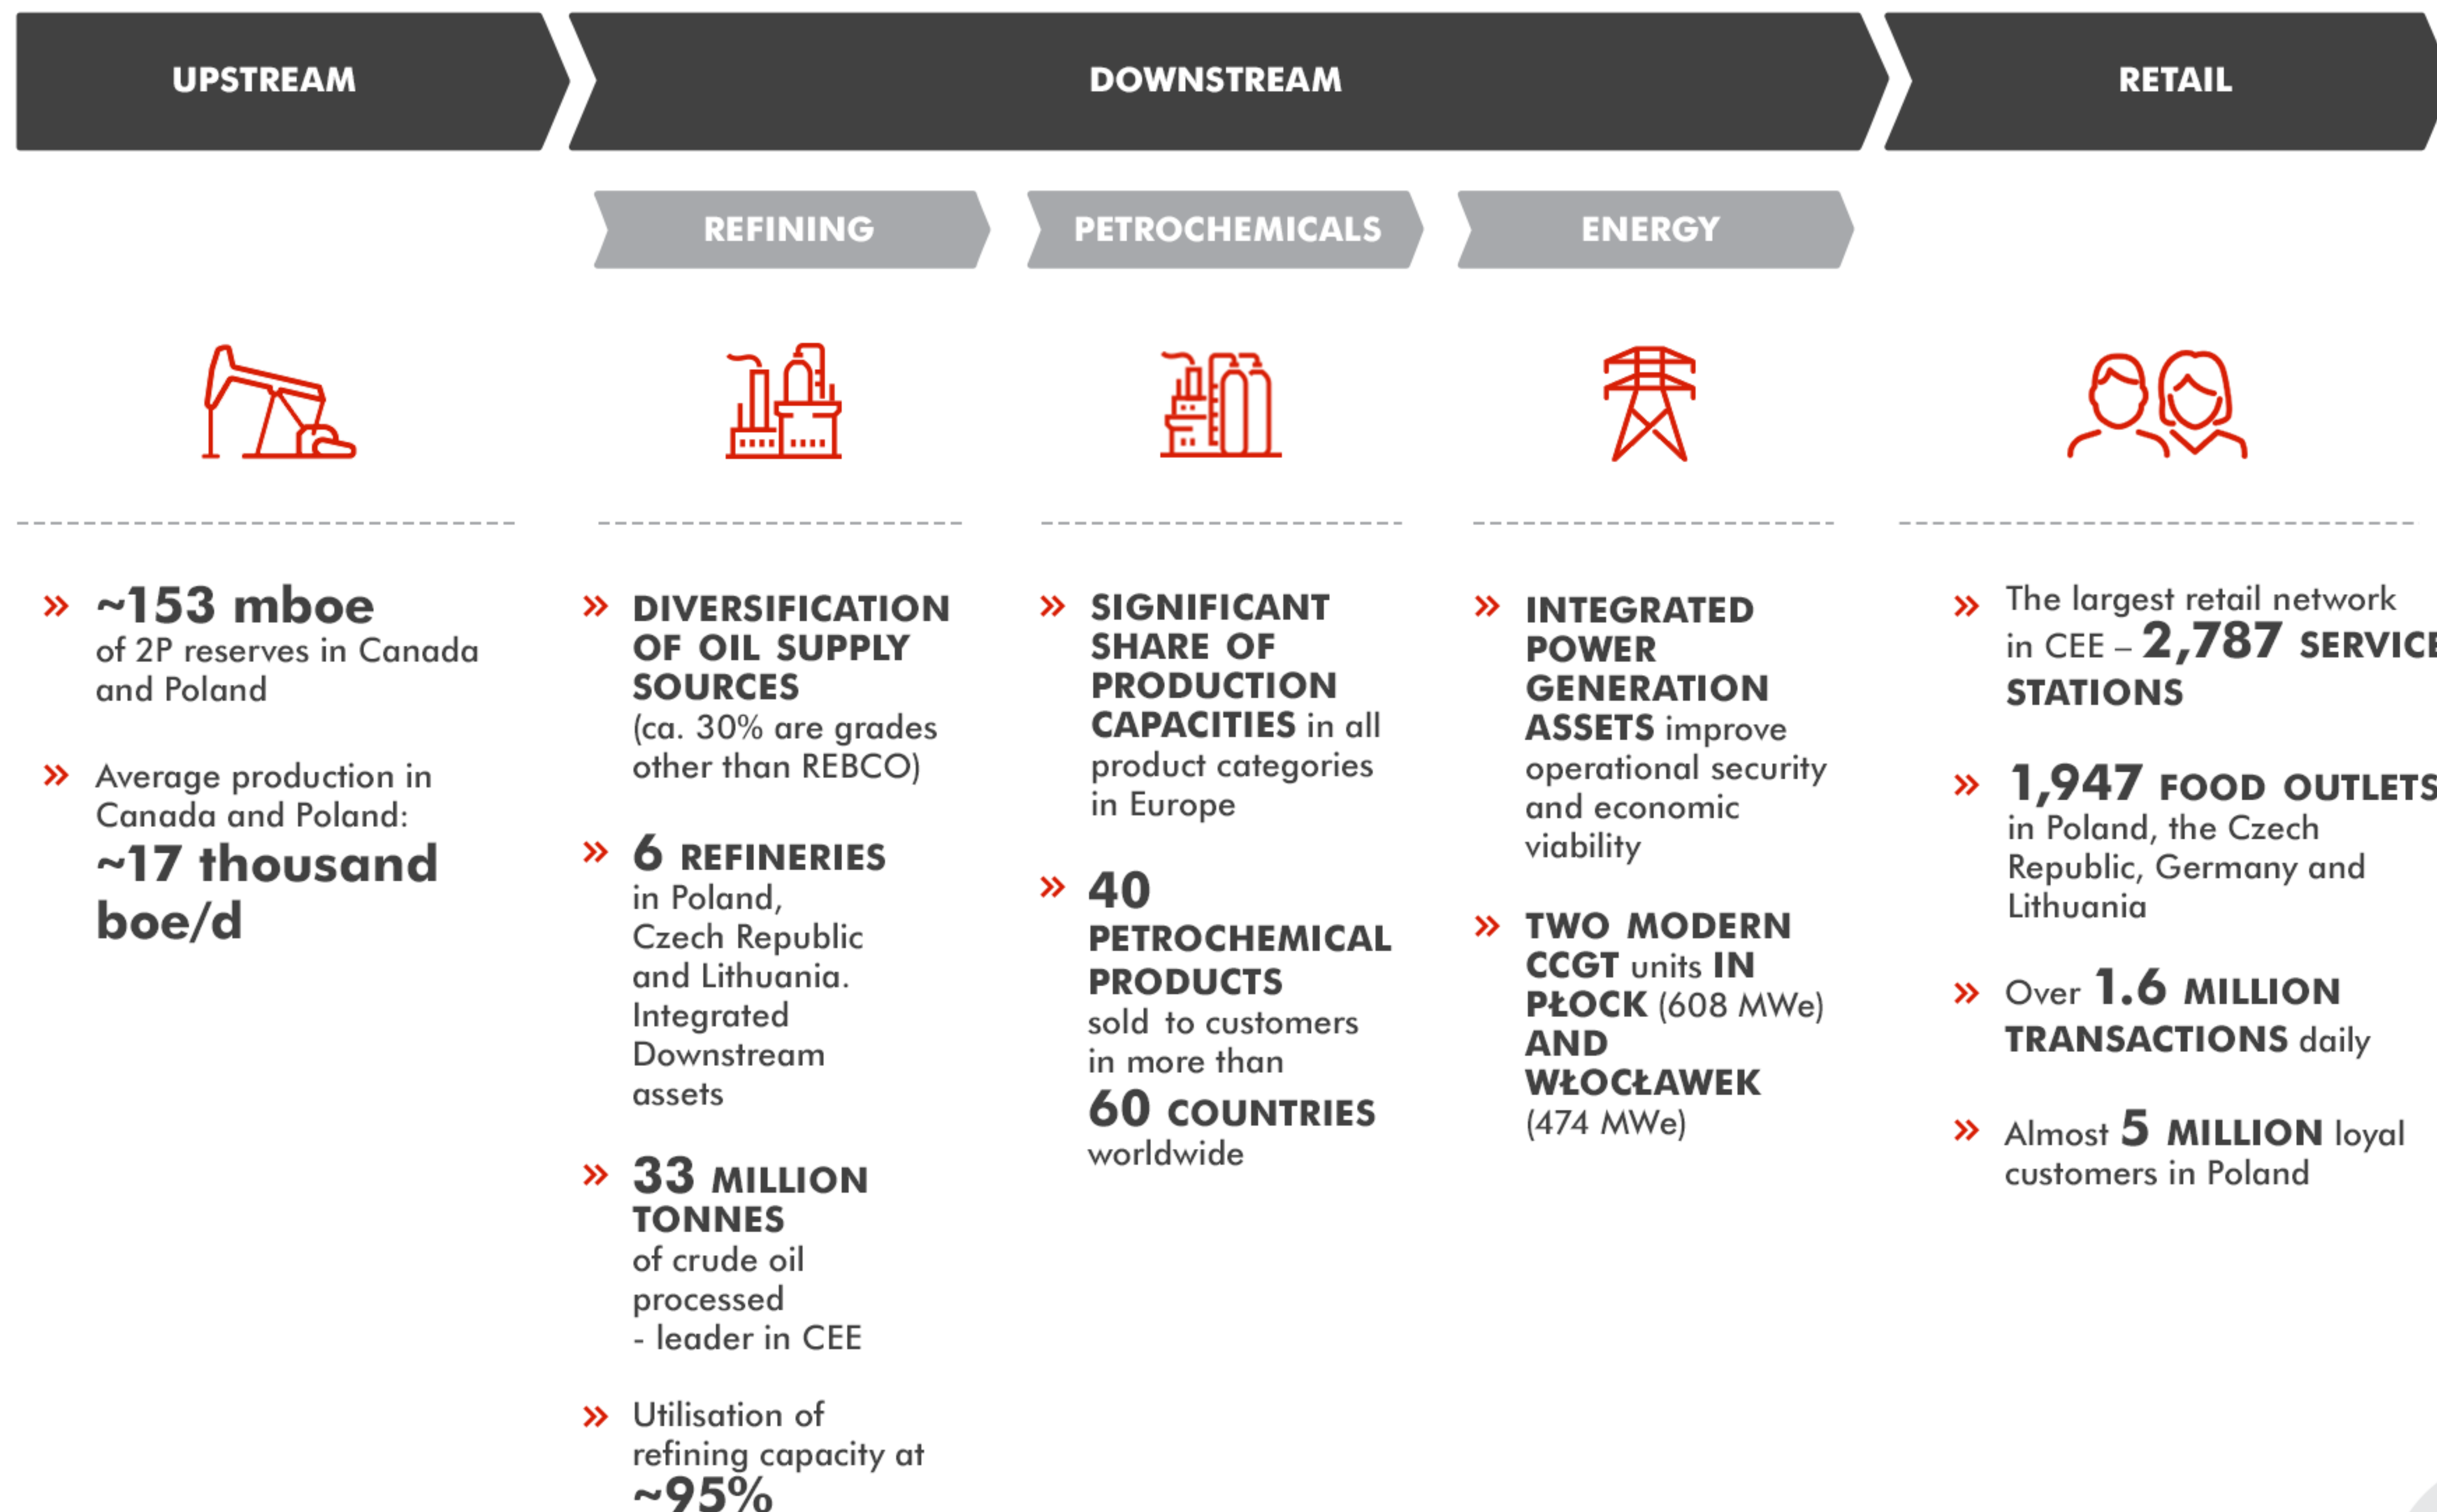 UPSTREAM
DOWNSTREAM
RETAIL
REFINING
PETROCHEMICALS
ENERGY
~153 mboe
of 2P reserves in Canada
and Poland
Average production in
Canada and Poland:
~17 thousand
boe/d
DIVERSIFICATION
OF OIL SUPPLY
SOURCES
(ca. 30% are grades
other than REBCO)
6 REFINERIES
in Poland,
Czech Republic
and Lithuania.
Integrated
Downstream
assets
33 MILLION
TONNES
of crude oil
processed
- leader in CEE
Utilisation of
refining capacity at
~95%
SIGNIFICANT
SHARE OF
PRODUCTION
CAPACITIES in all
product categories
in Europe
40
PETROCHEMICAL
PRODUCTS
sold to customers
in more than
60 COUNTRIES
worldwide
INTEGRATED
POWER
GENERATION
ASSETS improve
operational security
and economic
viability
TWO MODERN
CCGT units IN
PŁOCK (608 MWe)
AND
WŁOCŁAWEK
(474 MWe)
The largest retail network
in CEE – 2,787 SERVICE
STATIONS
1,947 FOOD OUTLETS
in Poland, the Czech
Republic, Germany and
Lithuania
Over 1.6 MILLION
TRANSACTIONS daily
Almost 5 MILLION loyal
customers in Poland